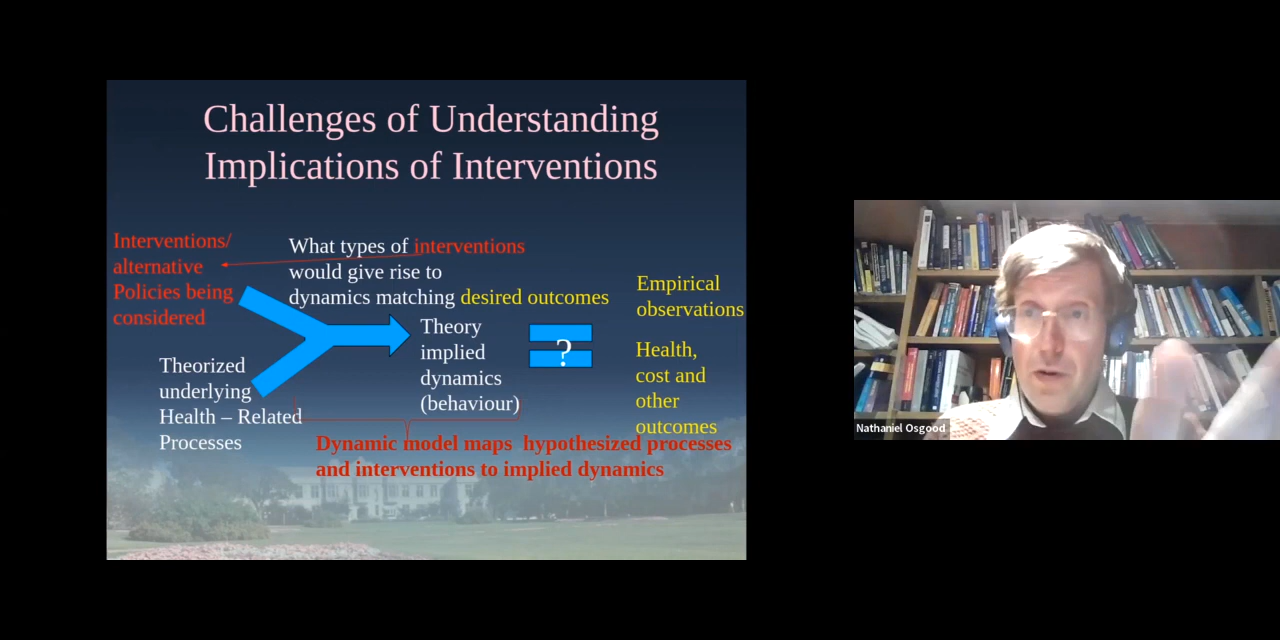 Challenges of Understanding
Implications of Interventions
Interventions/
alternative
Policies being
considered
What types of interventions
would give rise to
dynamics matching desired outcomes
Theorized
underlying
Health – Related
Processes
Theory
implied
dynamics
(behaviour)
?
Empirical
observations
Health,
cost and
other
outcomes
Dynamic model maps hypothesized processes
and interventions to implied dynamics
Nathaniel Osgood